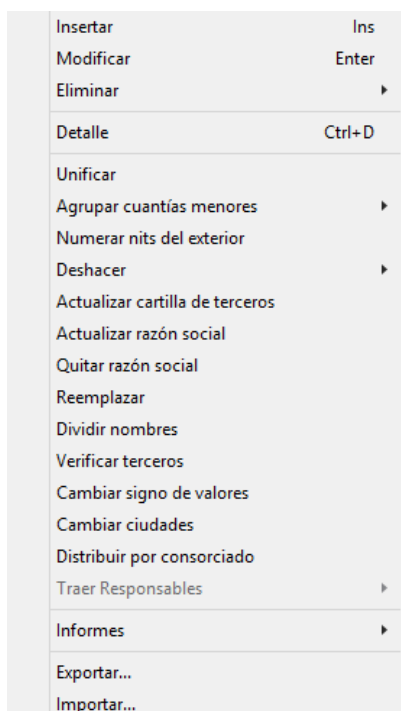 Insertar Ins
Modificar Enter
Eliminar
Detalle Ctrl+D
Unificar
Agrupar cuantías menores
Numerar nits del exterior
Deshacer
Actualizar cartilla de terceros
Actualizar razón social
Quitar razón social
Reemplazar
Dividir nombres
Verificar terceros
Cambiar signo de valores
Cambiar ciudades
Distribuir por consorciado
Traer Responsables
Informes
Exportar...
Importar...